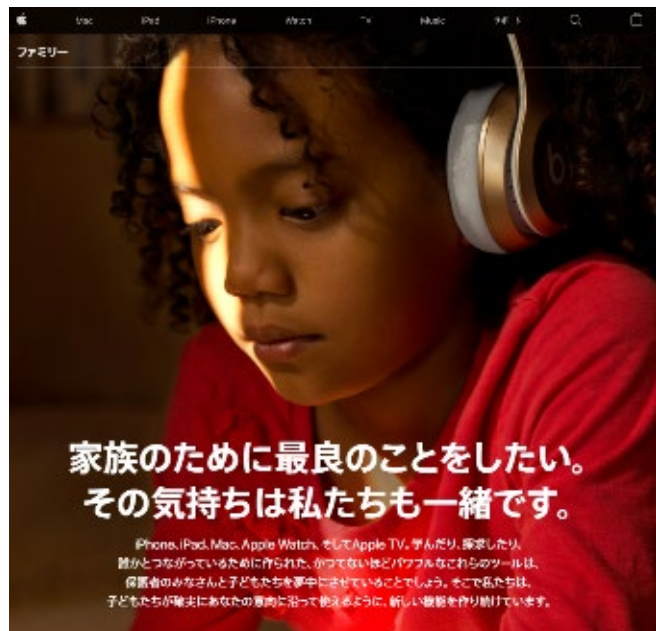 Mac iPad iPhone Watch TV Music サポート
ファミリー
家族のために最良のことをしたい。
その気持ちは私たちも一緒です。
iPhone、iPad、Mac、Apple Watch、そしてApple TV。学んだり、探求したり、
誰かとつながっているために作られた、かつてないほどパワフルなこれらのツールは、
保護者のみなさんと子どもたちを夢中にさせていることでしょう。そこで私たちは、
子どもたちが確実にあなたの意向に沿って使えるように、新しい機能を作り続けています。